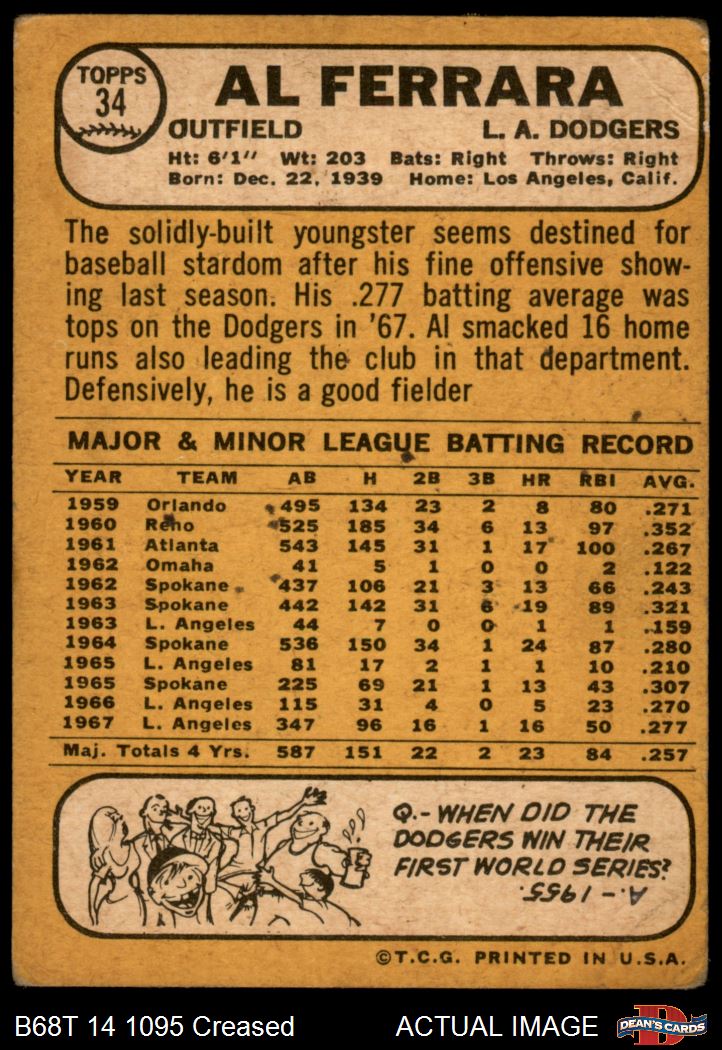 TOPPS
34
AL FERRARA
OUTFIELD L. A. DODGERS
Ht: 6'1" Wt: 203 Bats: Right Throws: Right
Born: Dec. 22, 1939 Home: Los Angeles, Calif.
The solidly-built youngster seems destined for
baseball stardom after his fine offensive show-
ing last season. His .277 batting average was
tops on the Dodgers in '67. Al smacked 16 home
runs also leading the club in that department.
Defensively, he is a good fielder
MAJOR & MINOR LEAGUE BATTING RECORD
YEAR TEAM AB H 2B 3B HR RBI AVG.
1959 Orlando 495 134 23 2 8 80 .271
1960 Reno 525 185 34 6 13 97 .352
1961 Atlanta 543 145 31 1 17 100 .267
1962 Omaha 41 5 1 0 0 2 .122
1962 Spokane 437 106 21 3 13 66 .243
1963 Spokane 442 142 31 6 19 89 .321
1963 L. Angeles 44 7 0 0 1 1 .159
1964 Spokane 536 150 34 1 24 87 .280
1965 L. Angeles 81 17 2 1 1 10 .210
1965 Spokane 225 69 21 1 13 43 .307
1966 L. Angeles 115 31 4 0 5 23 .270
1967 L. Angeles 347 96 16 1 16 50 .277
Maj. Totals 4 Yrs. 587 151 22 2 23 84 .257
Q.- WHEN DID THE
DODGERS WIN THEIR
FIRST WORLD SERIES?
A.- 1955.
©T.C.G. PRINTED IN U.S.A.
B68T 14 1095 Creased ACTUAL IMAGE DEAN'S CARDS